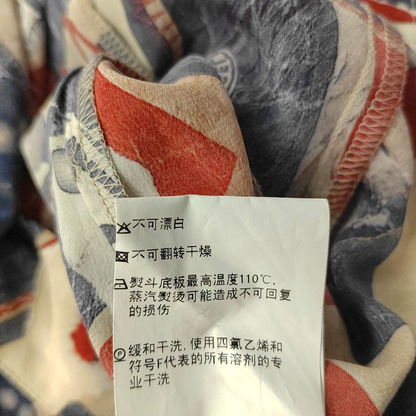 不可漂白
不可翻转干燥
熨斗底板最高温度110℃,
蒸汽熨烫可能造成不可回复
的损伤
缓和干洗,使用四氯乙烯和
符号F代表的所有溶剂的专
业干洗